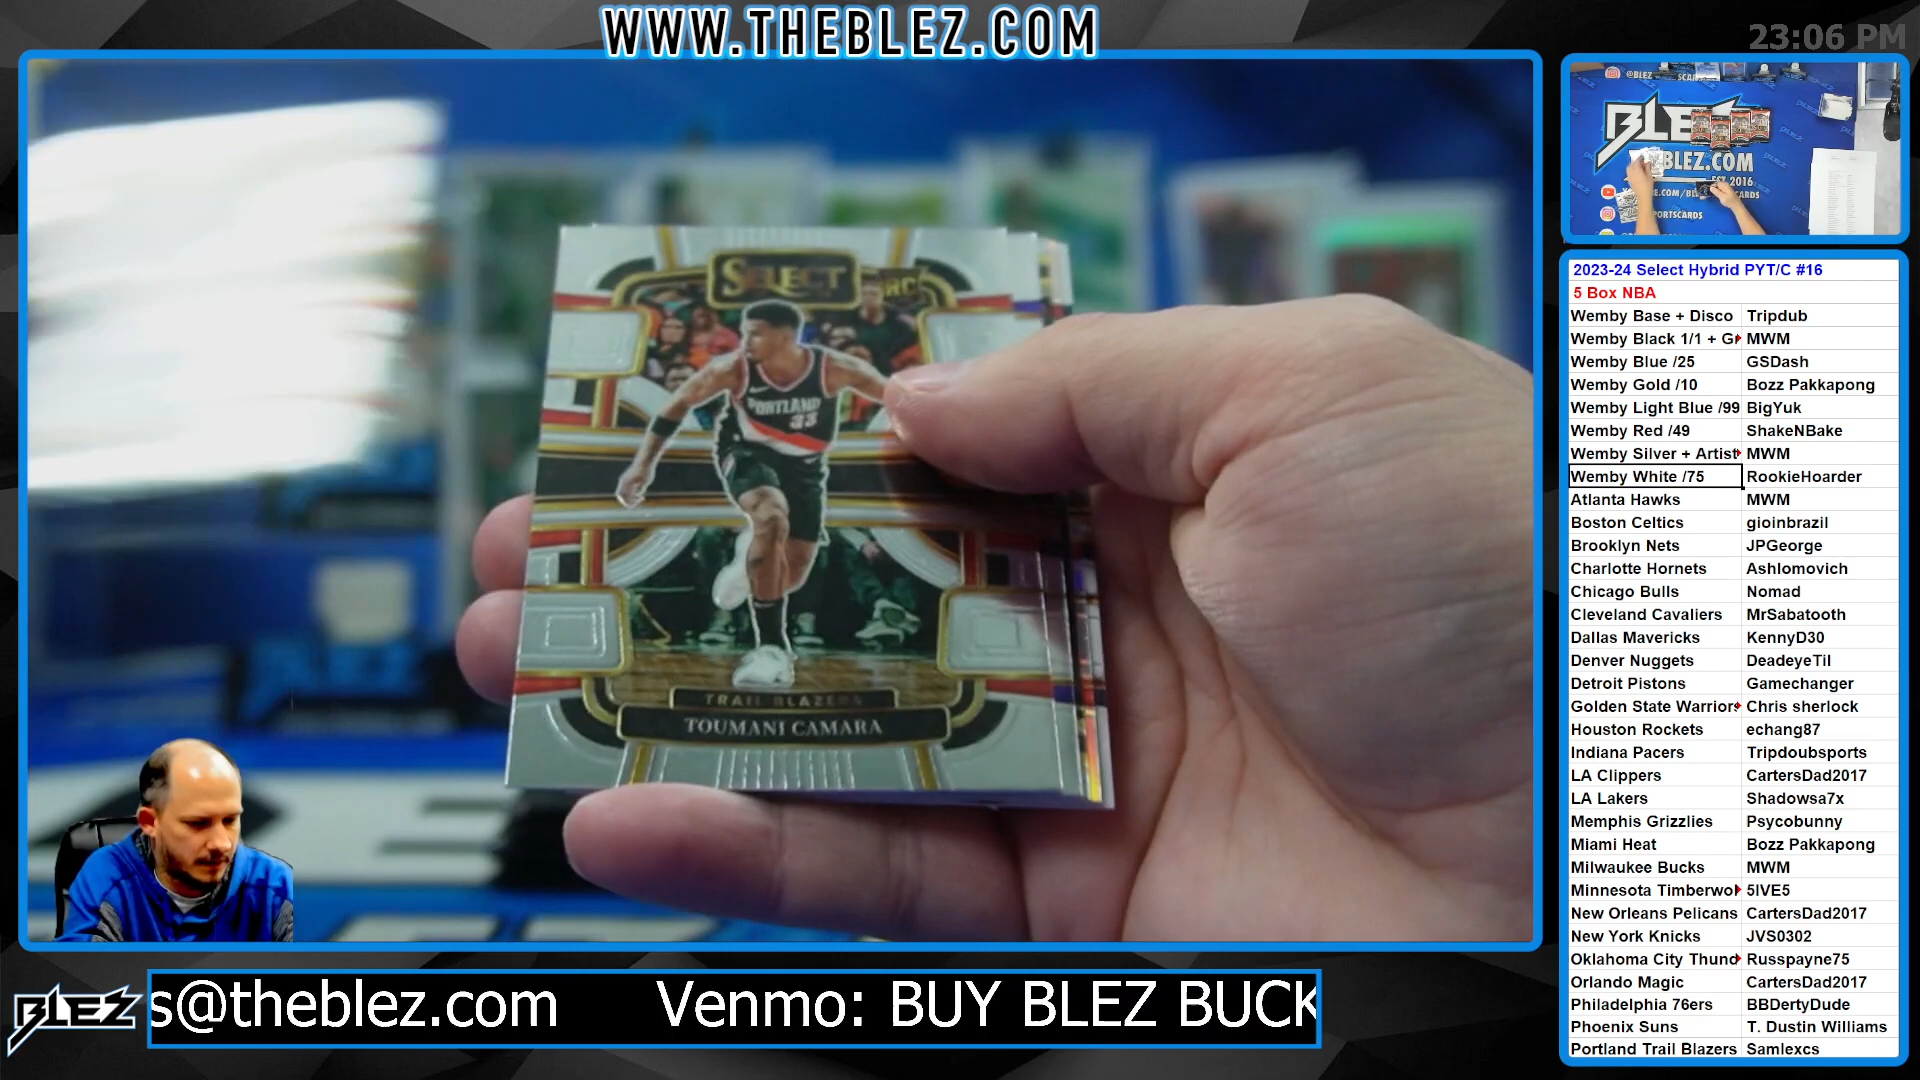 WWW.THEBLEZ.COM
23:06 PM
SELECT
RC
PORTLAND
33
TRAIL BLAZERS
TOUMANI CAMARA
@BLEZ
BLEZ.COM
EST 2016
2023-24 Select Hybrid PYT/C #16
5 Box NBA
Wemby Base + Disco Tripdub
Wemby Black 1/1 + Gr MWM
Wemby Blue /25 GSDash
Wemby Gold /10 Bozz Pakkapong
Wemby Light Blue /99 BigYuk
Wemby Red /49 ShakeNBake
Wemby Silver + Artist MWM
Wemby White /75 RookieHoarder
Atlanta Hawks MWM
Boston Celtics gioinbrazil
Brooklyn Nets JPGeorge
Charlotte Hornets Ashlomovich
Chicago Bulls Nomad
Cleveland Cavaliers MrSabatooth
Dallas Mavericks KennyD30
Denver Nuggets DeadeyeTil
Detroit Pistons Gamechanger
Golden State Warriors Chris sherlock
Houston Rockets echang87
Indiana Pacers Tripdoubsports
LA Clippers CartersDad2017
LA Lakers Shadowsa7x
Memphis Grizzlies Psycobunny
Miami Heat Bozz Pakkapong
Milwaukee Bucks MWM
Minnesota Timberwol 5IVE5
New Orleans Pelicans CartersDad2017
New York Knicks JVS0302
Oklahoma City Thund Russpayne75
Orlando Magic CartersDad2017
Philadelphia 76ers BBDertyDude
Phoenix Suns T. Dustin Williams
Portland Trail Blazers Samlexcs
BLEZ
s@theblez.com Venmo: BUY BLEZ BUCK